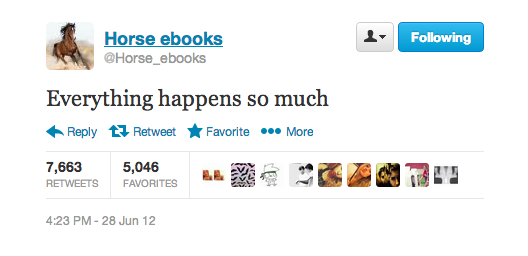 Horse ebooks
@Horse_ebooks
Following
Everything happens so much
Reply Retweet Favorite More
7,663 5,046
RETWEETS FAVORITES
4:23 PM - 28 Jun 12